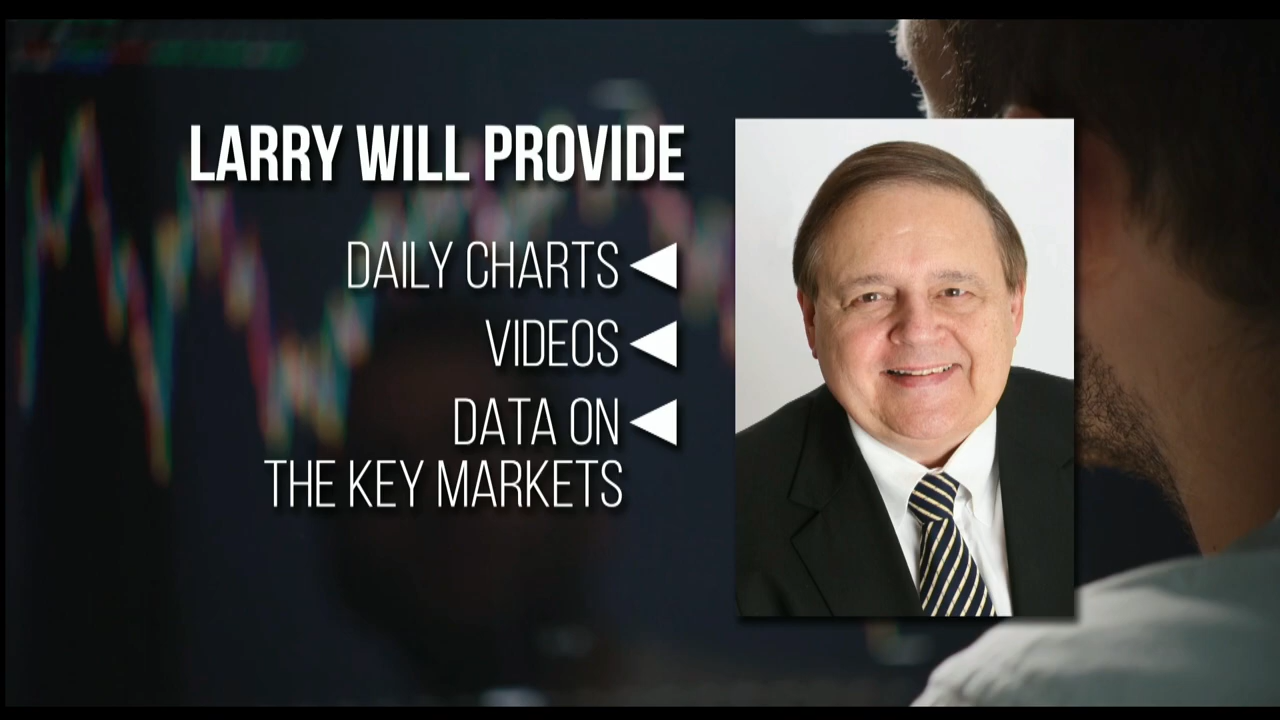 LARRY WILL PROVIDE
DAILY CHARTS
VIDEOS
DATA ON
THE KEY MARKETS